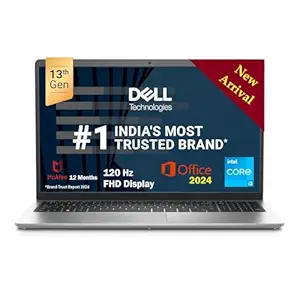 13th
Gen
New
Arrival
DELL
Technologies
#1 INDIA'S MOST
TRUSTED BRAND*
McAfee 12 Months
*Brand Trust Report 2024
120 Hz
FHD Display
Office
2024
intel
CORE
i3